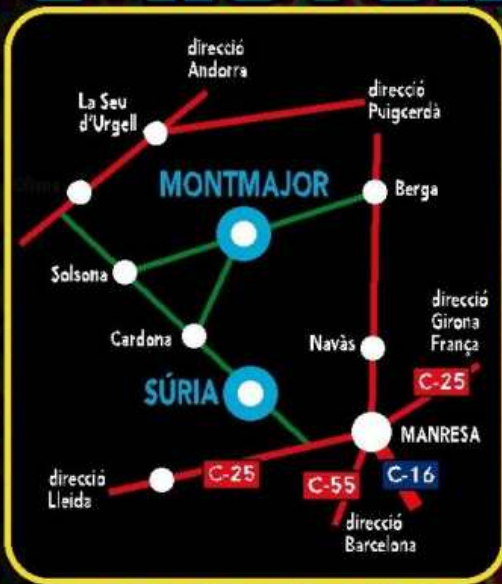 direcció
Andorra
La Seu
d'Urgell
direcció
Puigcerdà
MONTMAJOR
Berga
Solsona
Cardona
Navàs
direcció
Girona
França
C-25
SÚRIA
MANRESA
C-25
C-55
C-16
direcció
Lleida
direcció
Barcelona